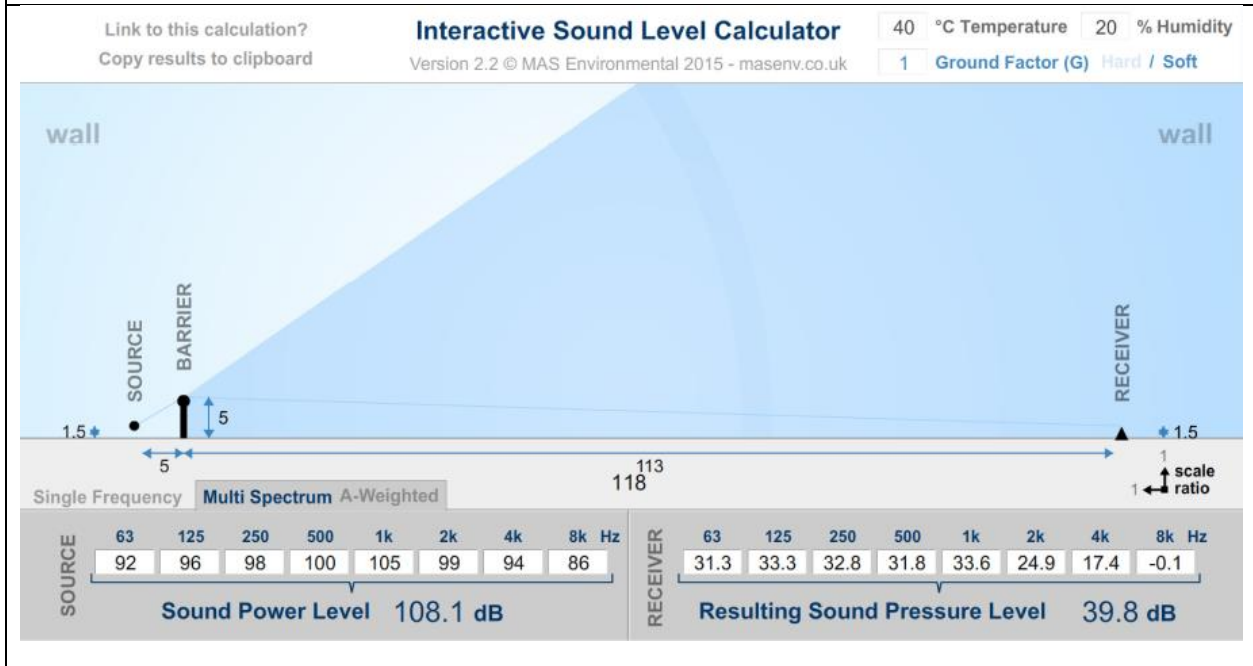 Link to this calculation?
Copy results to clipboard
Interactive Sound Level Calculator
Version 2.2 © MAS Environmental 2015 - masenv.co.uk
40 °C Temperature 20 % Humidity
1 Ground Factor (G) Hard / Soft
wall
wall
SOURCE
BARRIER
RECEIVER
1.5
5
1.5
5
113
118
1
scale
1 ratio
Single Frequency Multi Spectrum A-Weighted
SOURCE
63 125 250 500 1k 2k 4k 8k Hz
92 96 98 100 105 99 94 86
Sound Power Level 108.1 dB
RECEIVER
63 125 250 500 1k 2k 4k 8k Hz
31.3 33.3 32.8 31.8 33.6 24.9 17.4 -0.1
Resulting Sound Pressure Level 39.8 dB